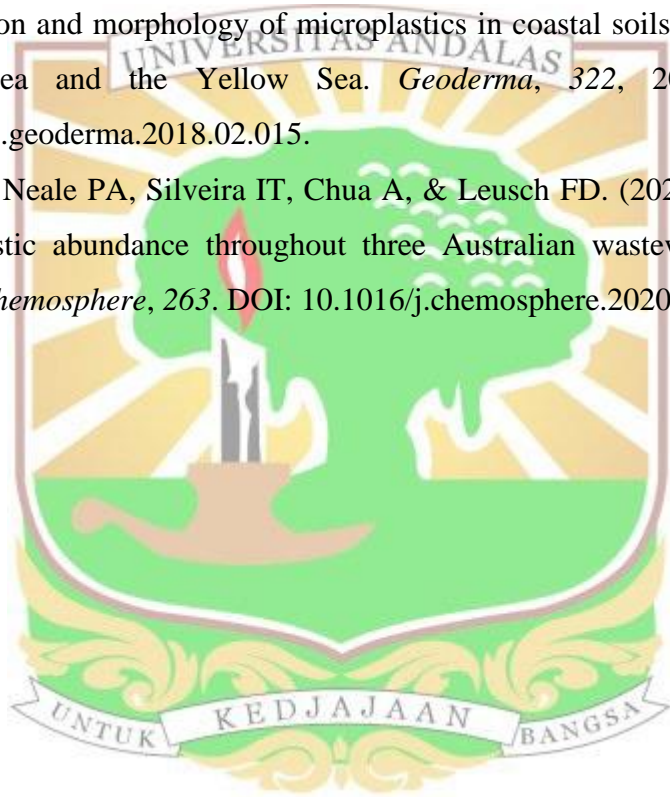 on and morphology of microplastics in coastal soils
UNIVERSITAS ANDALAS
ea and the Yellow Sea. Geoderma, 322, 2
.geoderma.2018.02.015.
Neale PA, Silveira IT, Chua A, & Leusch FD. (202
stic abundance throughout three Australian wastew
hemosphere, 263. DOI: 10.1016/j.chemosphere.2020
UNTUK KEDJAJAAN BANGSA